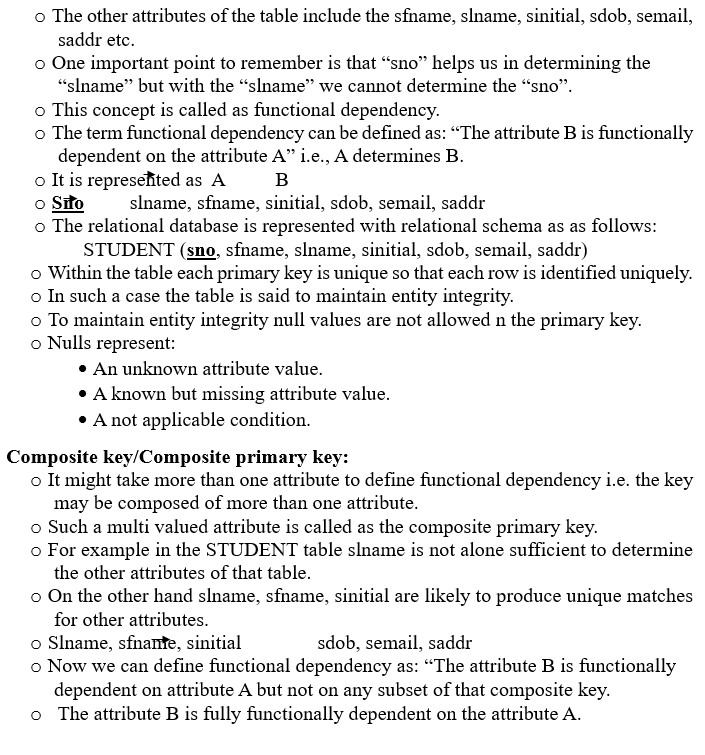 o The other attributes of the table include the sfname, slname, sinitial, sdob, semail,
saddr etc.
o One important point to remember is that “sno” helps us in determining the
“slname” but with the “slname” we cannot determine the “sno”.
o This concept is called as functional dependency.
o The term functional dependency can be defined as: “The attribute B is functionally
dependent on the attribute A” i.e., A determines B.
o It is represented as A B
o Sno slname, sfname, sinitial, sdob, semail, saddr
o The relational database is represented with relational schema as as follows:
STUDENT (sno, sfname, slname, sinitial, sdob, semail, saddr)
o Within the table each primary key is unique so that each row is identified uniquely.
o In such a case the table is said to maintain entity integrity.
o To maintain entity integrity null values are not allowed n the primary key.
o Nulls represent:
• An unknown attribute value.
• A known but missing attribute value.
• A not applicable condition.
Composite key/Composite primary key:
o It might take more than one attribute to define functional dependency i.e. the key
may be composed of more than one attribute.
o Such a multi valued attribute is called as the composite primary key.
o For example in the STUDENT table slname is not alone sufficient to determine
the other attributes of that table.
o On the other hand slname, sfname, sinitial are likely to produce unique matches
for other attributes.
o Slname, sfname, sinitial sdob, semail, saddr
o Now we can define functional dependency as: “The attribute B is functionally
dependent on attribute A but not on any subset of that composite key.
o The attribute B is fully functionally dependent on the attribute A.